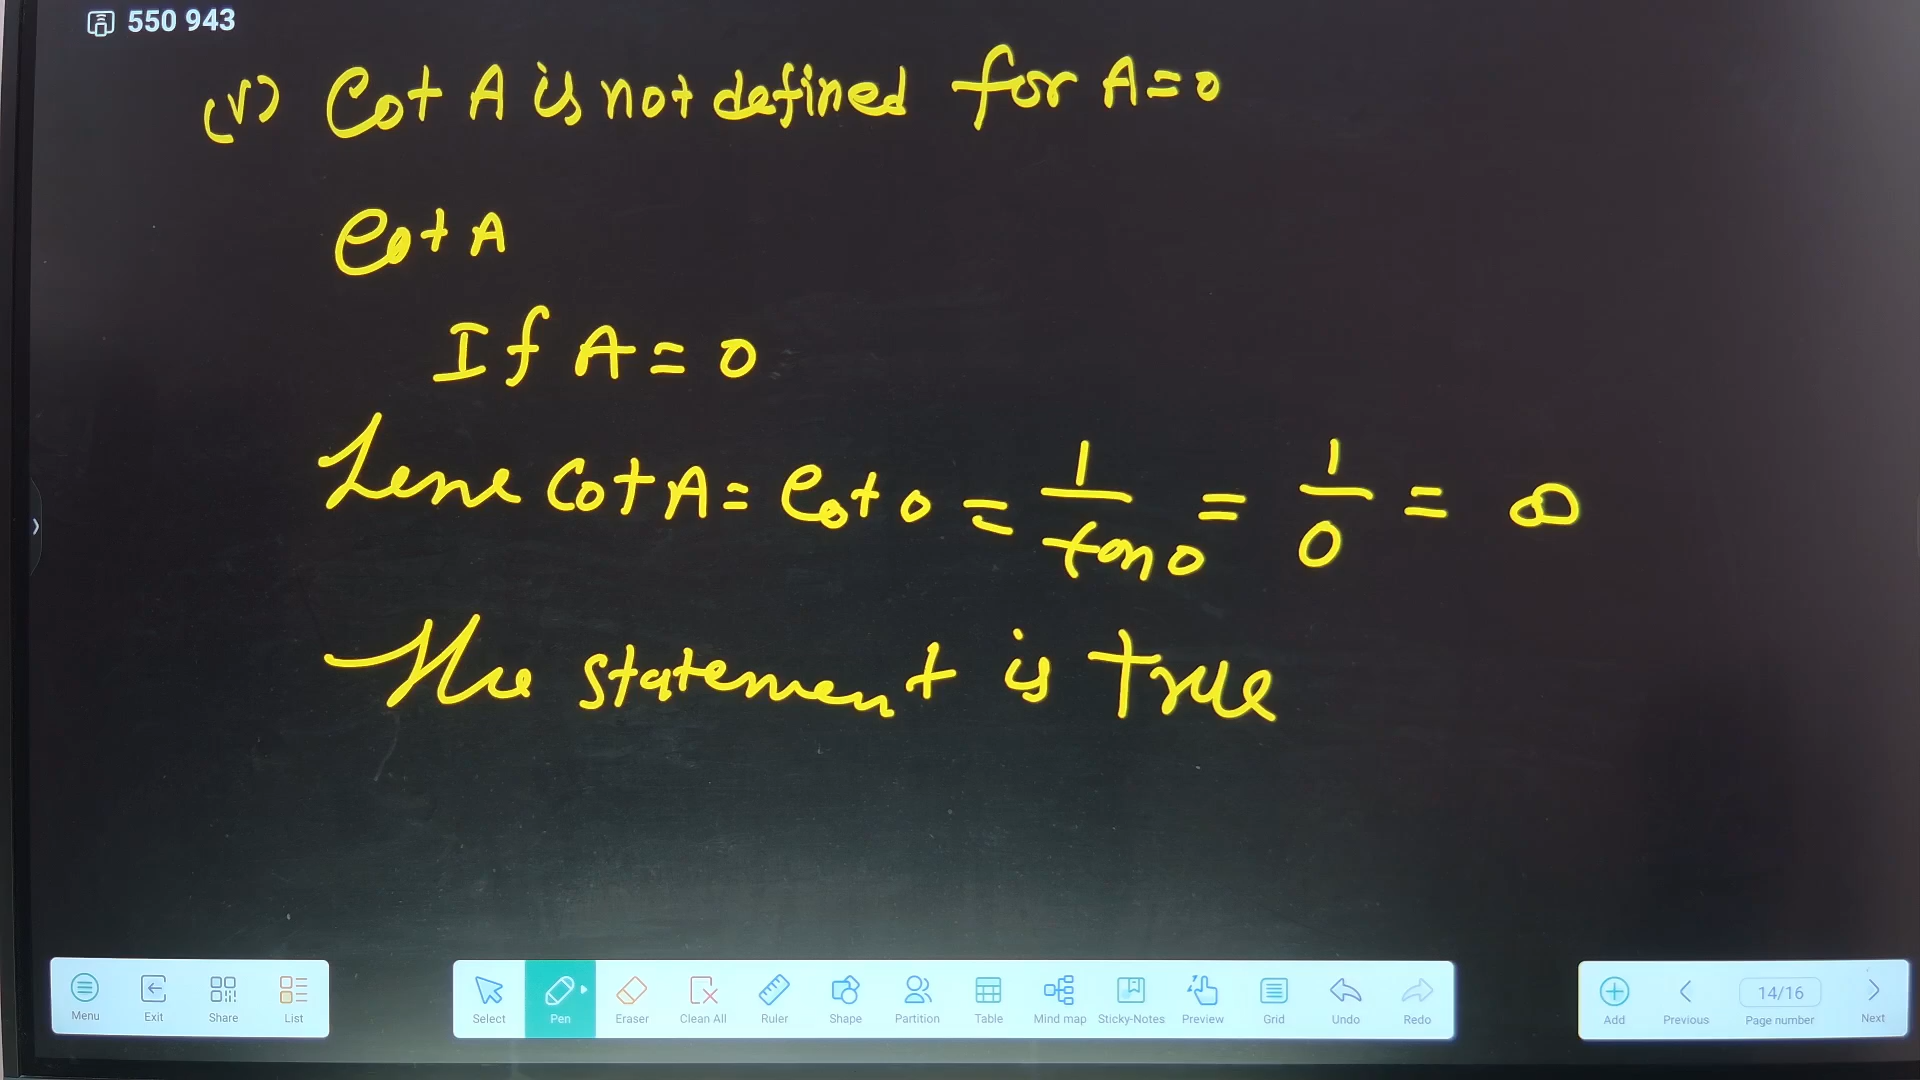 550 943
(V) Cot A is not defined for A=0
Cot A
If A = 0
Cot A = Cot 0 = 1/tan 0 = 1/0 = ∞
The statement is True
Menu Exit Share List Select Pen Eraser Clean All Ruler Shape Partition Table Mind map Sticky-Notes Preview Grid Undo Redo Add Previous 14/16 Page number Next